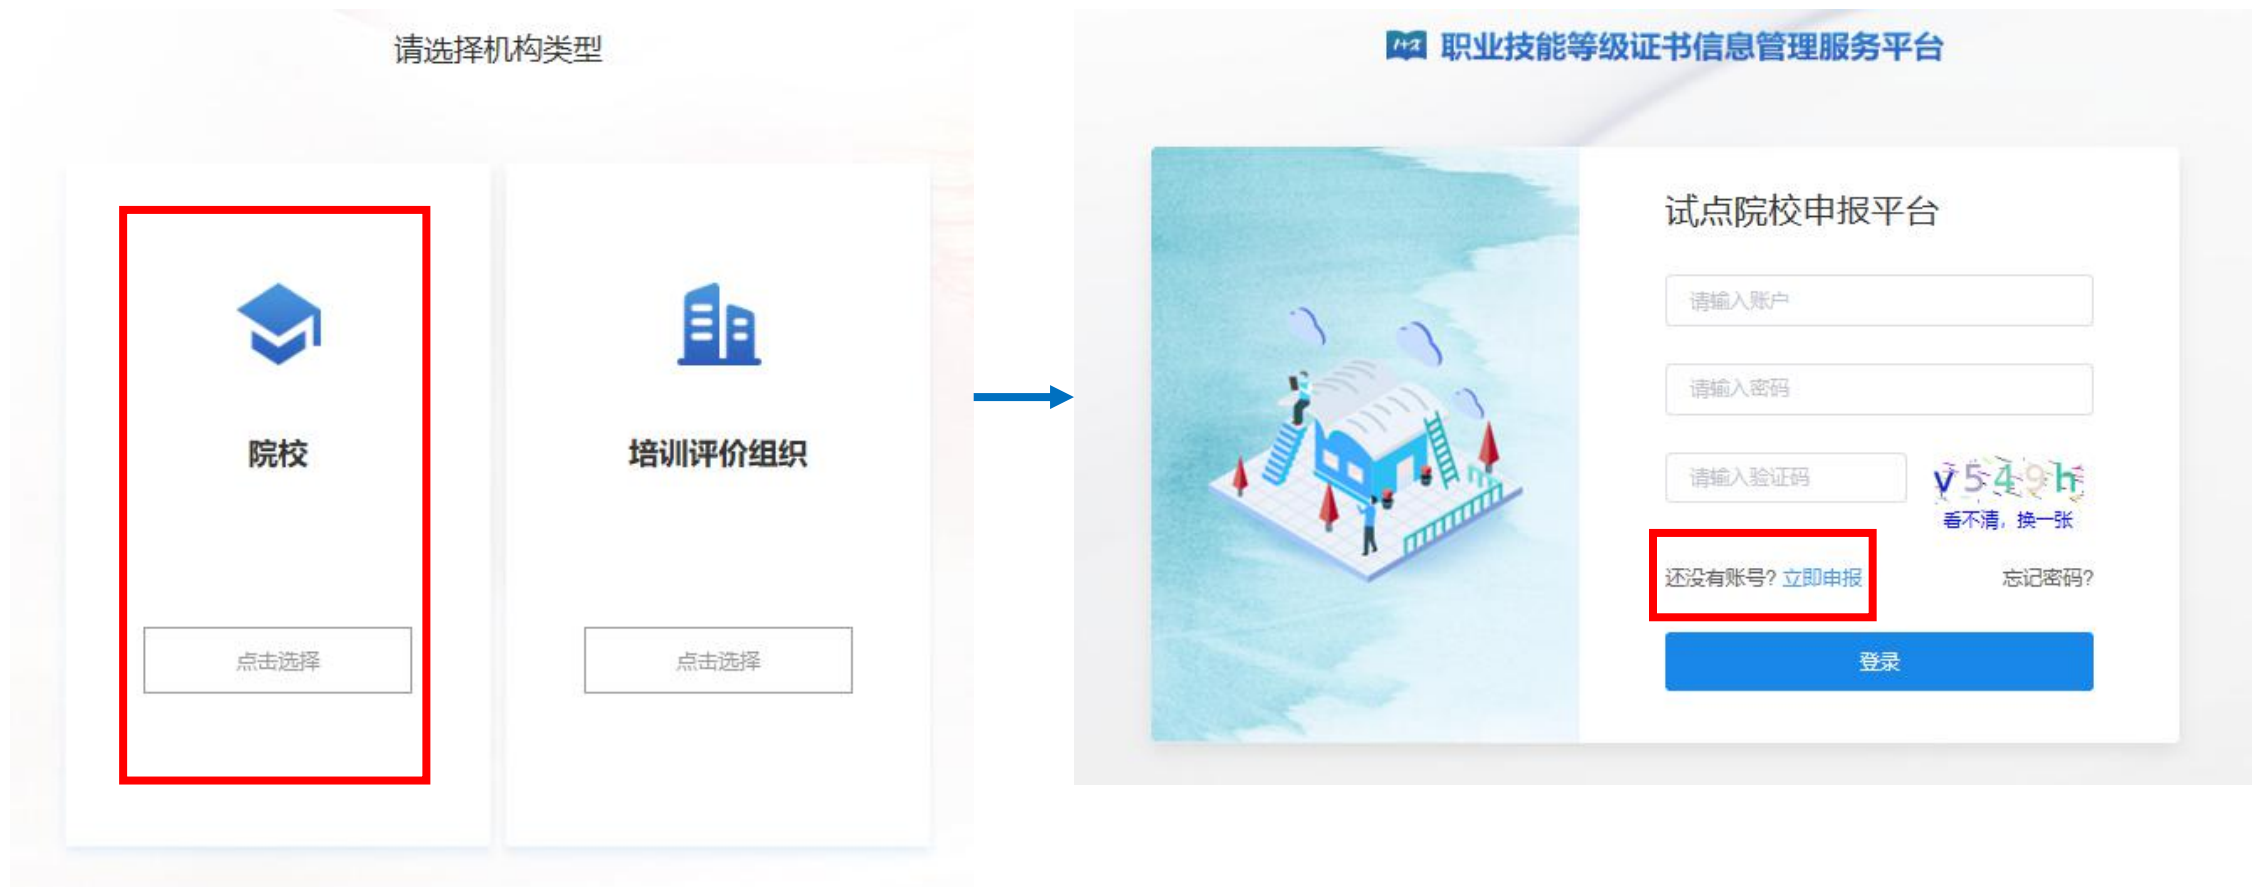 请选择机构类型
院校
培训评价组织
点击选择
点击选择
1+X 职业技能等级证书信息管理服务平台
试点院校申报平台
请输入账户
请输入密码
请输入验证码
v549h
看不清，换一张
还没有账号? 立即申报
忘记密码?
登录